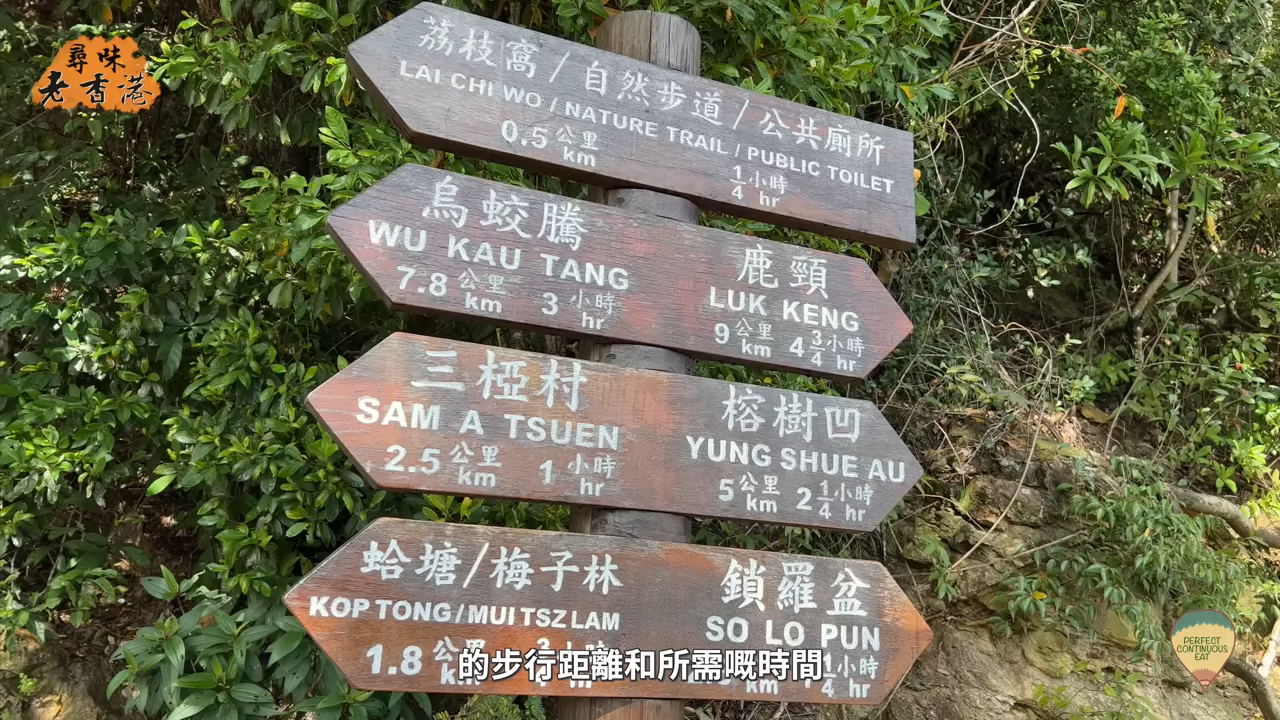 尋味
老香港
荔枝窩/自然步道/公共廁所
LAI CHI WO / NATURE TRAIL / PUBLIC TOILET
0.5 公里 km 1/4 小時 hr
烏蛟騰
WU KAU TANG
7.8 公里 km 3 小時 hr
鹿頸
LUK KENG
9 公里 km 4 3/4 小時 hr
三椏村
SAM A TSUEN
2.5 公里 km 1 小時 hr
榕樹凹
YUNG SHUE AU
5 公里 km 2 1/4 小時 hr
蛤塘/梅子林
KOP TONG/MUI TSZ LAM
1.8 公里
鎖羅盆
SO LO PUN
km 小時 hr
的步行距離和所需嘅時間
PERFECT
CONTINUOUS
EAT